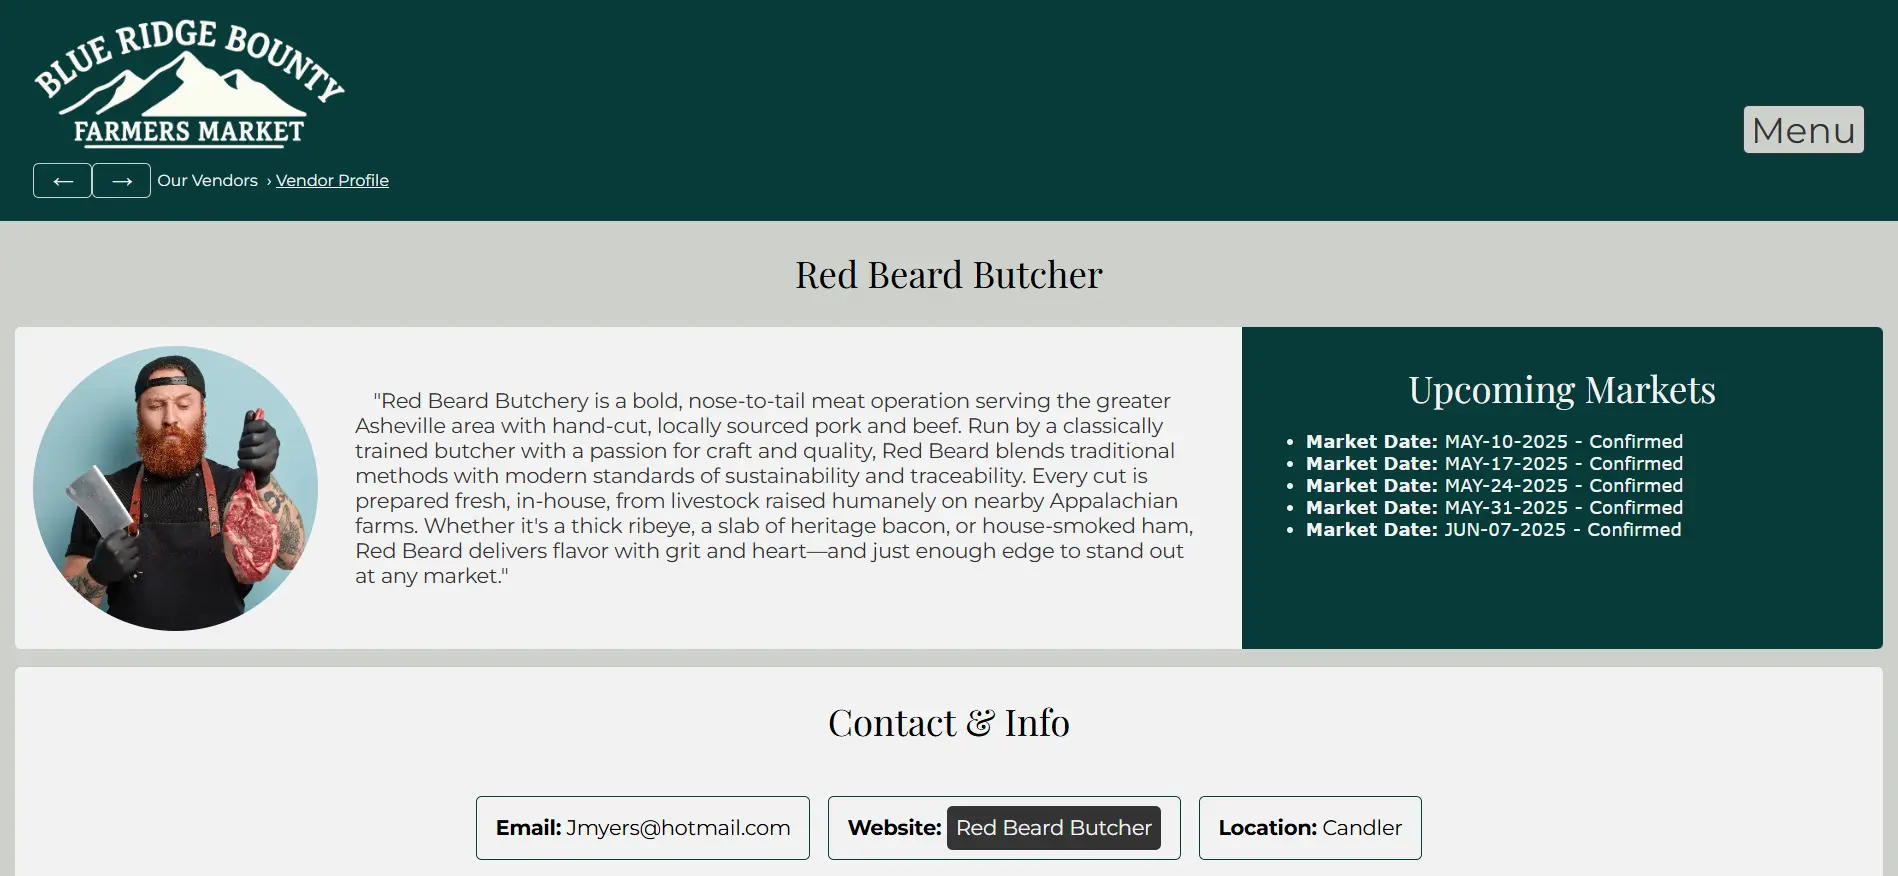 BLUE RIDGE BOUNTY
FARMERS MARKET
Menu
← → Our Vendors › Vendor Profile
Red Beard Butcher
"Red Beard Butchery is a bold, nose-to-tail meat operation serving the greater
Asheville area with hand-cut, locally sourced pork and beef. Run by a classically
trained butcher with a passion for craft and quality, Red Beard blends traditional
methods with modern standards of sustainability and traceability. Every cut is
prepared fresh, in-house, from livestock raised humanely on nearby Appalachian
farms. Whether it's a thick ribeye, a slab of heritage bacon, or house-smoked ham,
Red Beard delivers flavor with grit and heart—and just enough edge to stand out
at any market."
Upcoming Markets
• Market Date: MAY-10-2025 - Confirmed
• Market Date: MAY-17-2025 - Confirmed
• Market Date: MAY-24-2025 - Confirmed
• Market Date: MAY-31-2025 - Confirmed
• Market Date: JUN-07-2025 - Confirmed
Contact & Info
Email: Jmyers@hotmail.com
Website: Red Beard Butcher
Location: Candler